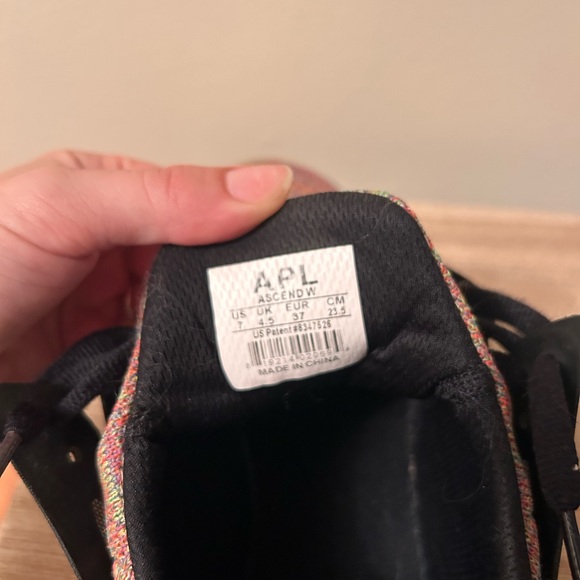 APL
ASCEND W
US UK EUR CM
7 4.5 37 23.5
US Patent #8347526
MADE IN CHINA